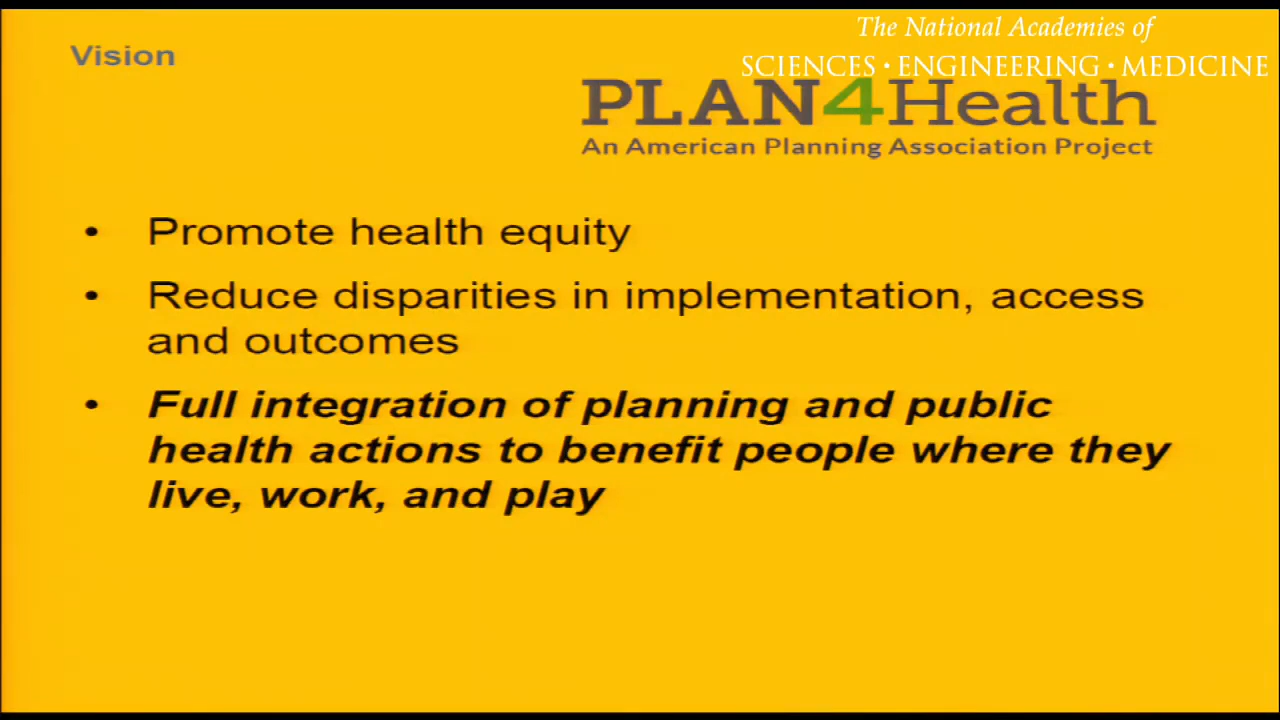 Vision
The National Academies of
SCIENCES • ENGINEERING • MEDICINE
PLAN4Health
An American Planning Association Project
• Promote health equity
• Reduce disparities in implementation, access
and outcomes
• Full integration of planning and public
health actions to benefit people where they
live, work, and play